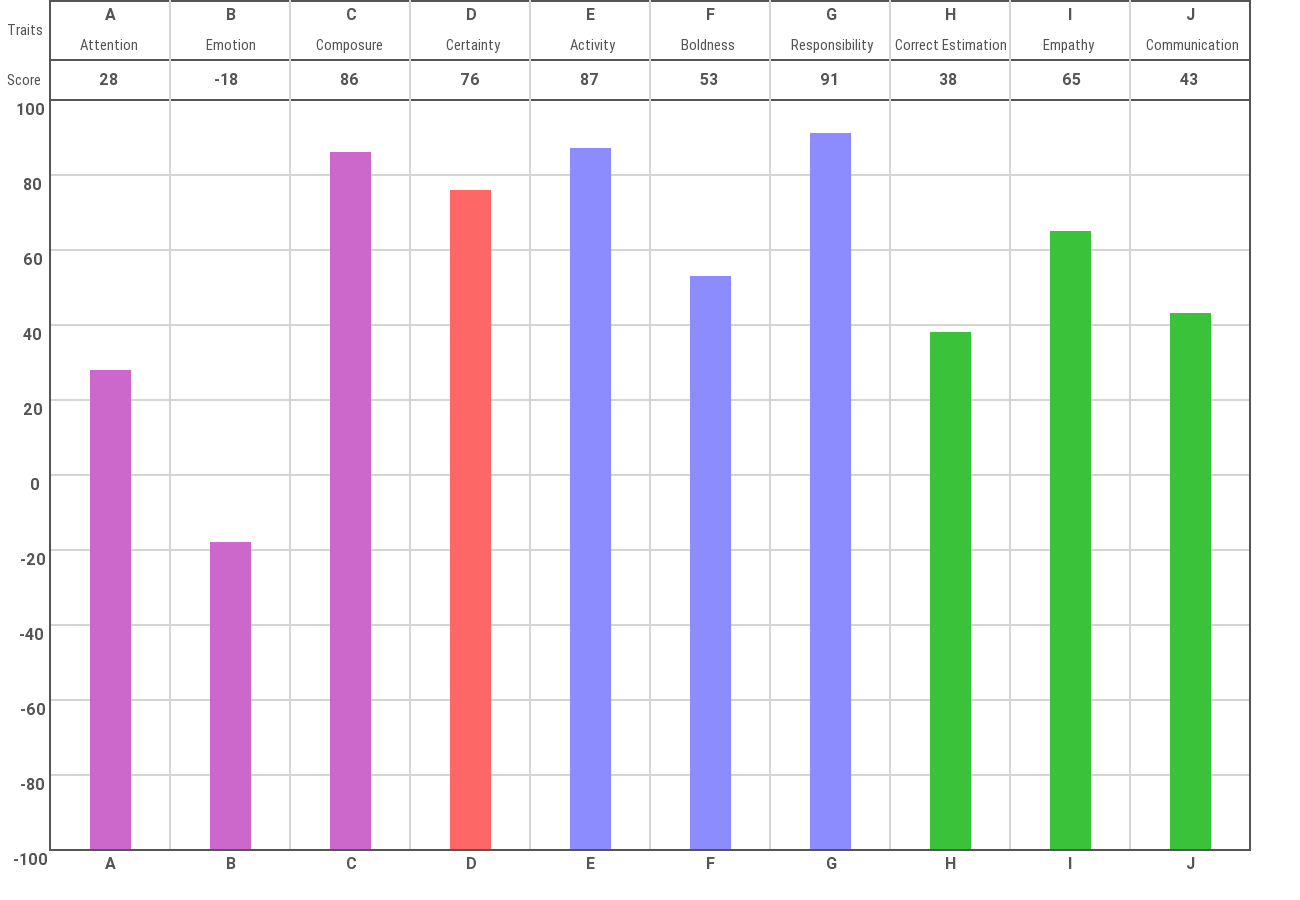 Traits A B C D E F G H I J
Attention Emotion Composure Certainty Activity Boldness Responsibility Correct Estimation Empathy Communication
Score 28 -18 86 76 87 53 91 38 65 43
100
80
60
40
20
0
-20
-40
-60
-80
-100
A B C D E F G H I J